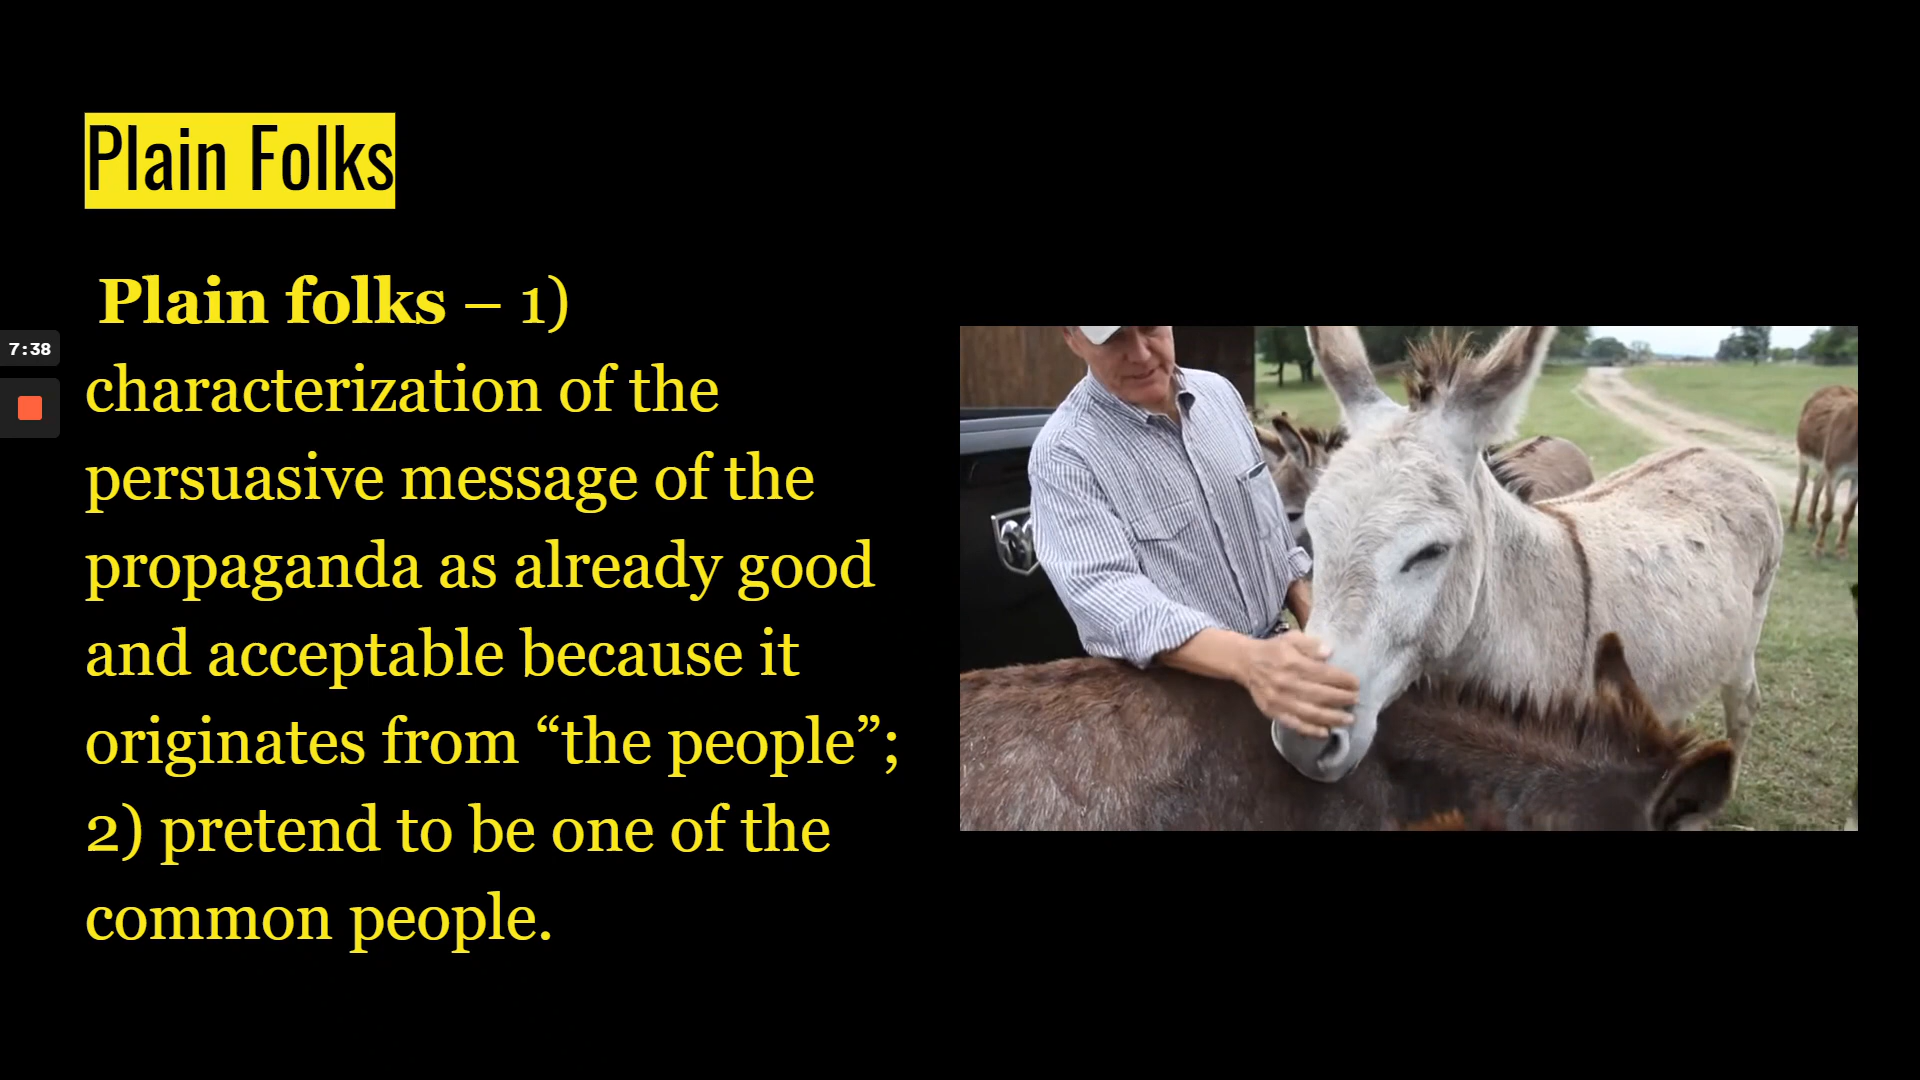 Plain Folks
Plain folks – 1)
characterization of the
persuasive message of the
propaganda as already good
and acceptable because it
originates from “the people”;
2) pretend to be one of the
common people.
7:38